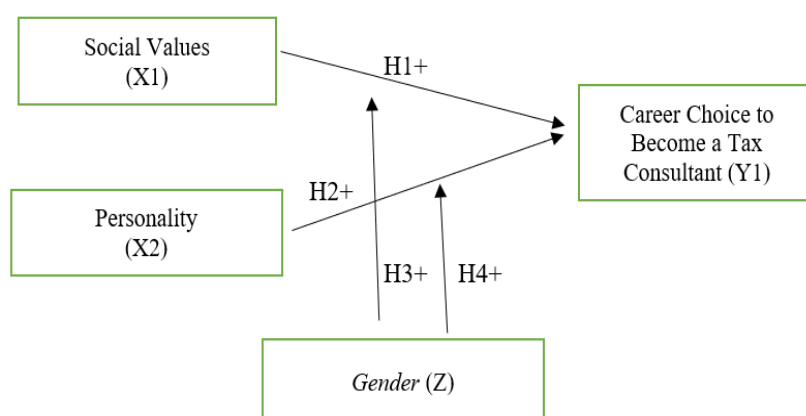 Social Values
(X1)
H1+
Career Choice to
Become a Tax
Consultant (Y1)
H2+
Personality
(X2)
H3+
H4+
Gender (Z)